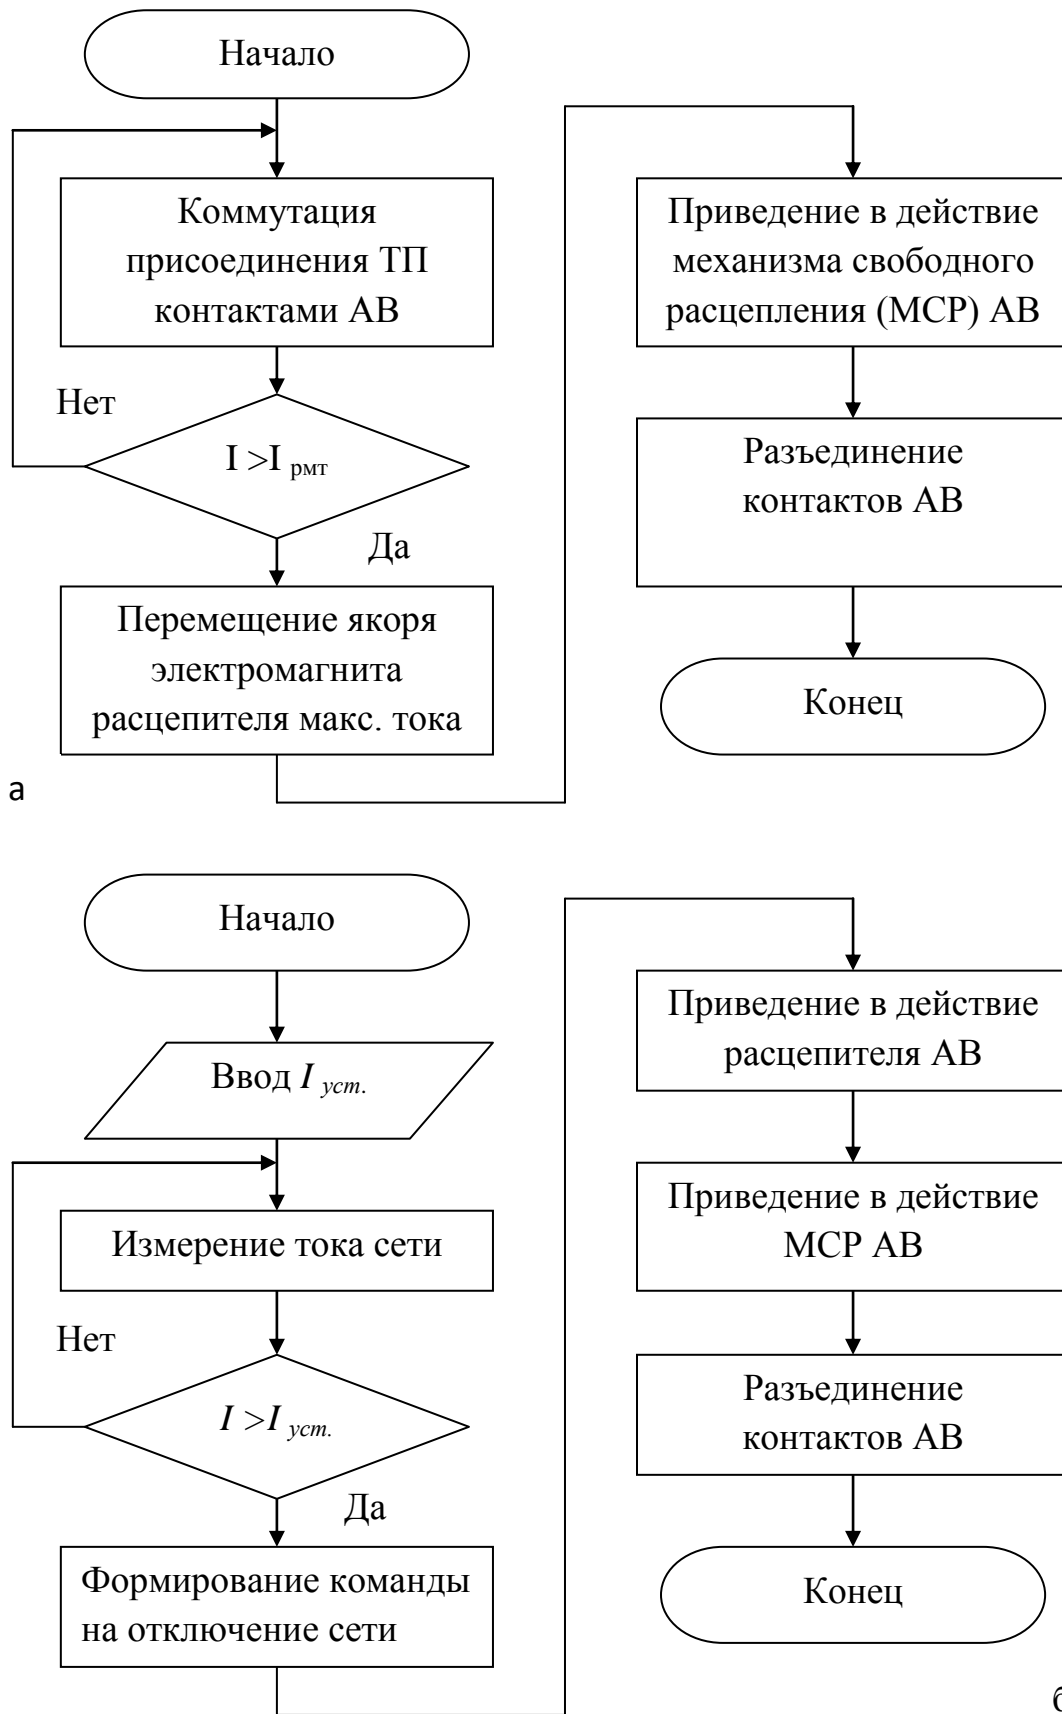 Начало
Коммутация
присоединения ТП
контактами АВ
Нет
I >I рмт
Да
Перемещение якоря
электромагнита
расцепителя макс. тока
Приведение в действие
механизма свободного
расцепления (МСР) АВ
Разъединение
контактов АВ
Конец
а
Начало
Ввод I уст.
Измерение тока сети
Нет
I >I уст.
Да
Формирование команды
на отключение сети
Приведение в действие
расцепителя АВ
Приведение в действие
МСР АВ
Разъединение
контактов АВ
Конец
б